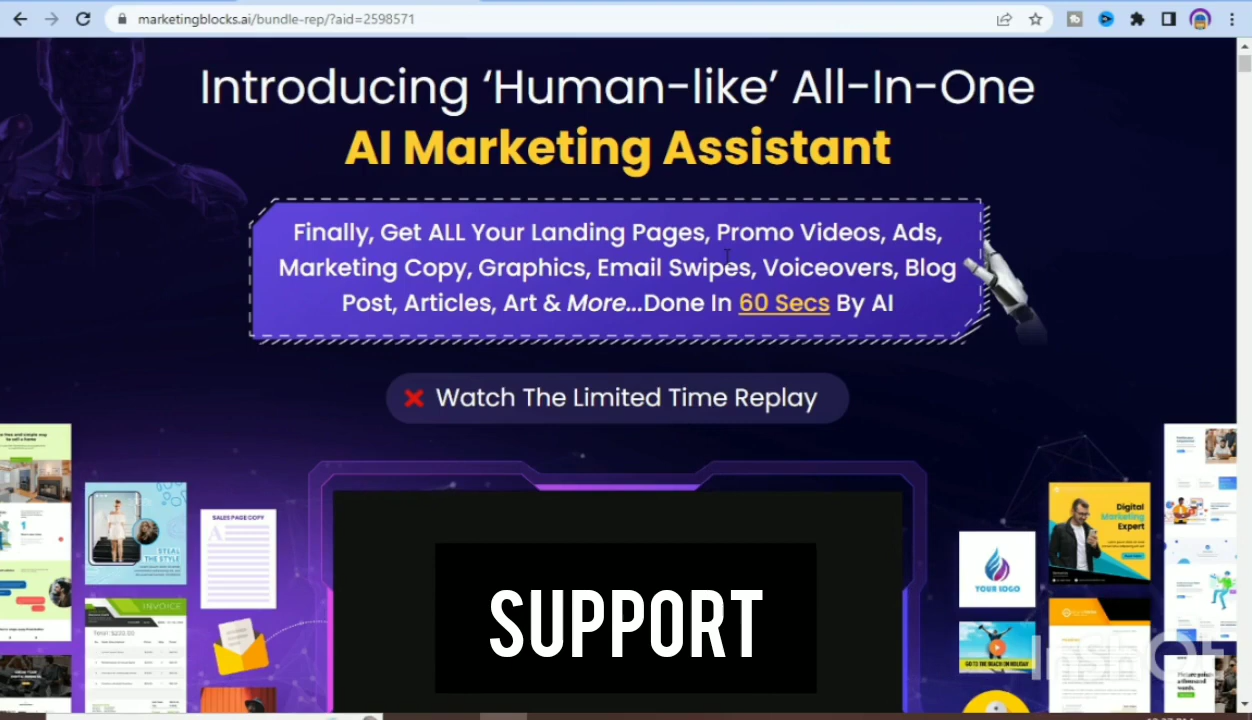 marketingblocks.ai/bundle-rep/?aid=2598571
Introducing ‘Human-like’ All-In-One
AI Marketing Assistant
Finally, Get ALL Your Landing Pages, Promo Videos, Ads,
Marketing Copy, Graphics, Email Swipes, Voiceovers, Blog
Post, Articles, Art & More...Done In 60 Secs By AI
Watch The Limited Time Replay
SALES PAGE COPY
A
STEAL
THE STYLE
INVOICE
SUPPORT
Digital
Marketing
Expert
YOUR LOGO
GO TO THE BEACH ON HOLIDAY
InShOt